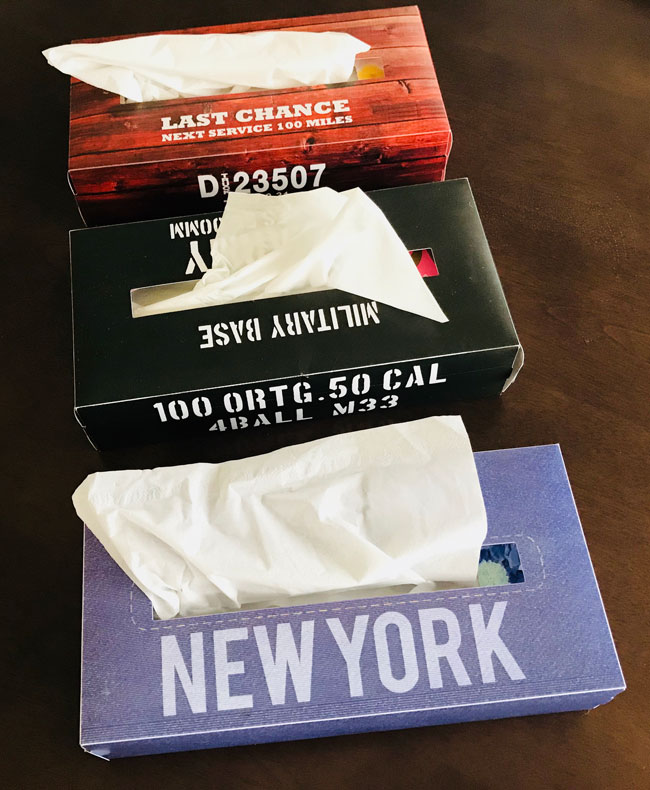 LAST CHANCE
NEXT SERVICE 100 MILES
23507
MILITARY BASE
100 ORTG.50 CAL
4BALL M33
NEW YORK